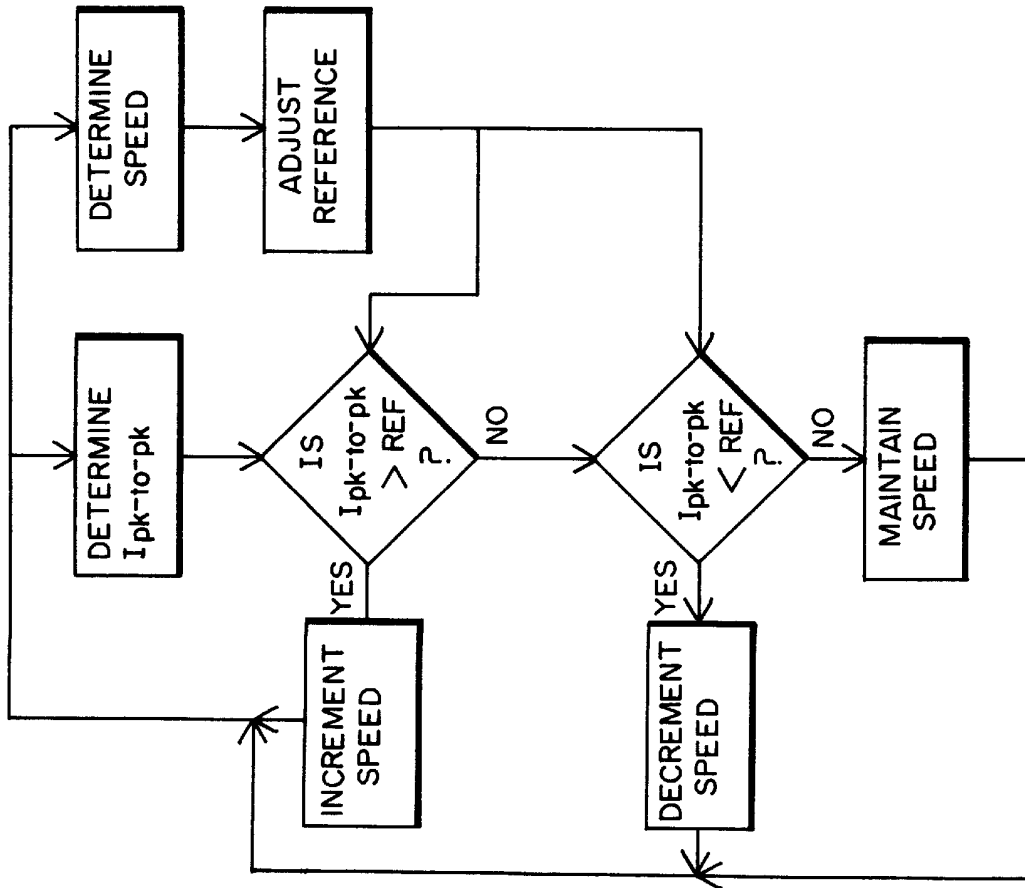 DETERMINE
SPEED
ADJUST
REFERENCE
DETERMINE
Ipk-to-pk
IS
Ipk-to-pk
> REF
?
YES
NO
INCREMENT
SPEED
IS
Ipk-to-pk
< REF
?
YES
NO
DECREMENT
SPEED
MAINTAIN
SPEED